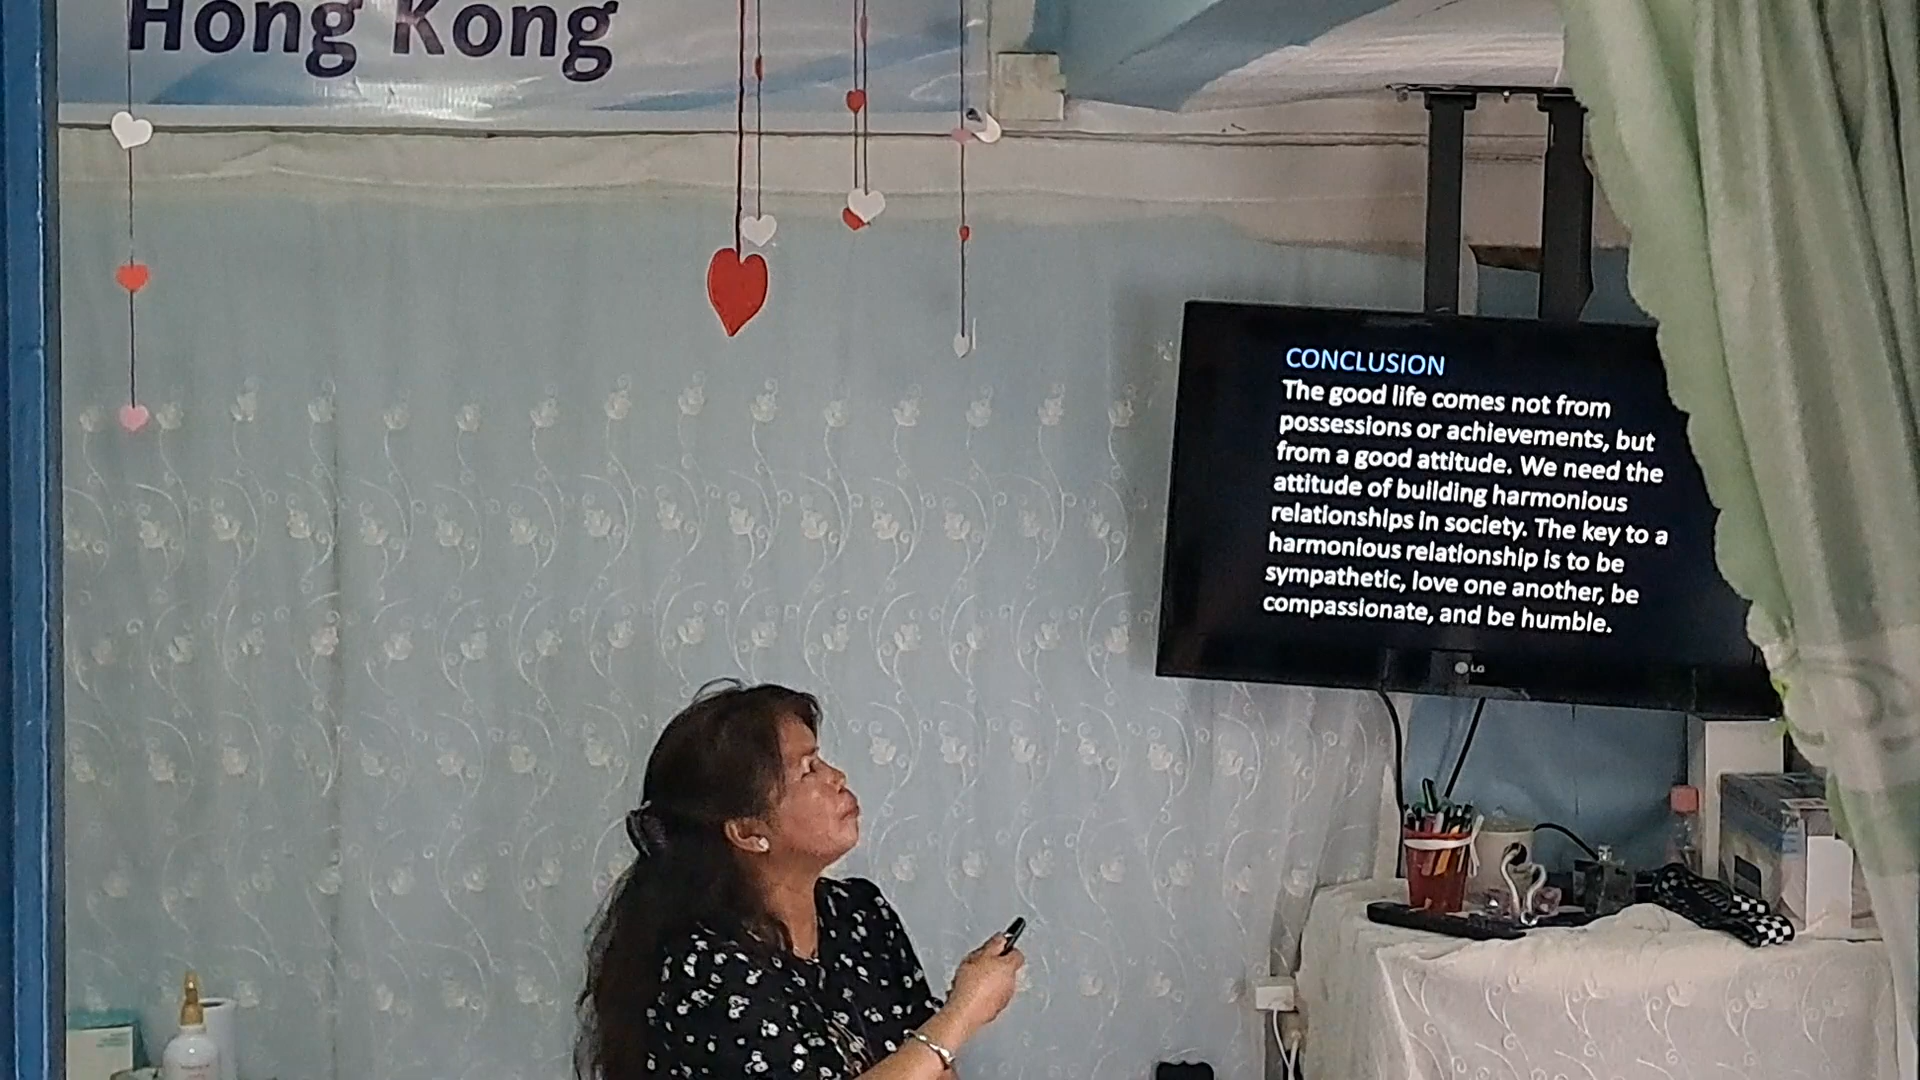 Hong Kong
CONCLUSION
The good life comes not from
possessions or achievements, but
from a good attitude. We need the
attitude of building harmonious
relationships in society. The key to a
harmonious relationship is to be
sympathetic, love one another, be
compassionate, and be humble.
LG